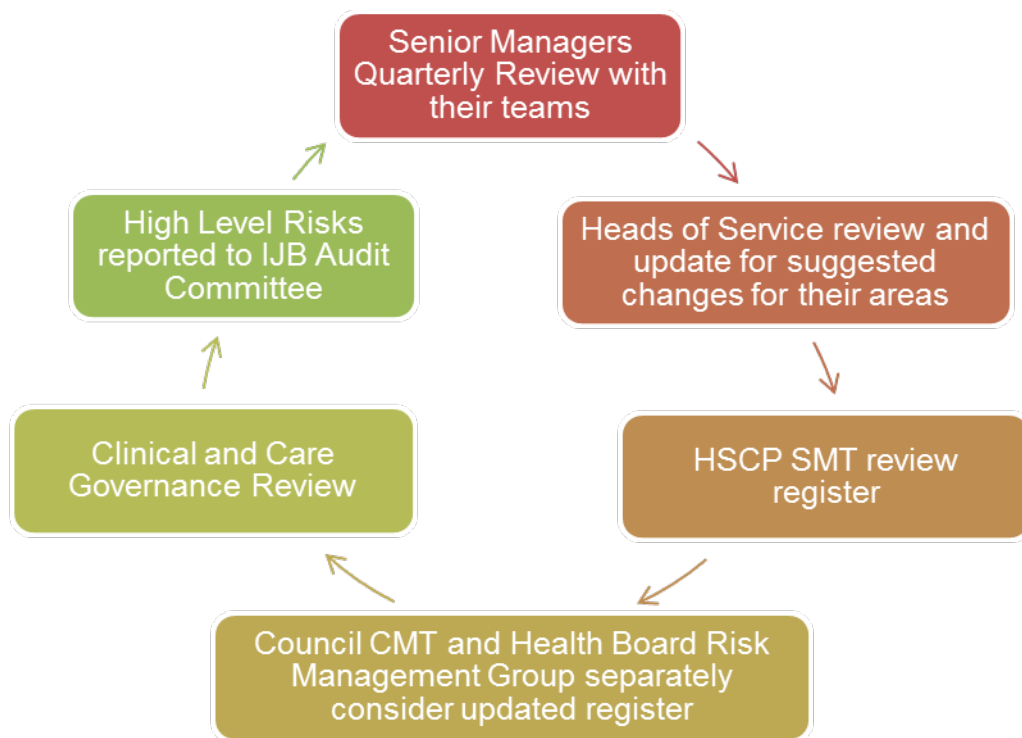 Senior Managers
Quarterly Review with
their teams
Heads of Service review and
update for suggested
changes for their areas
HSCP SMT review
register
Council CMT and Health Board Risk
Management Group separately
consider updated register
Clinical and Care
Governance Review
High Level Risks
reported to IJB Audit
Committee